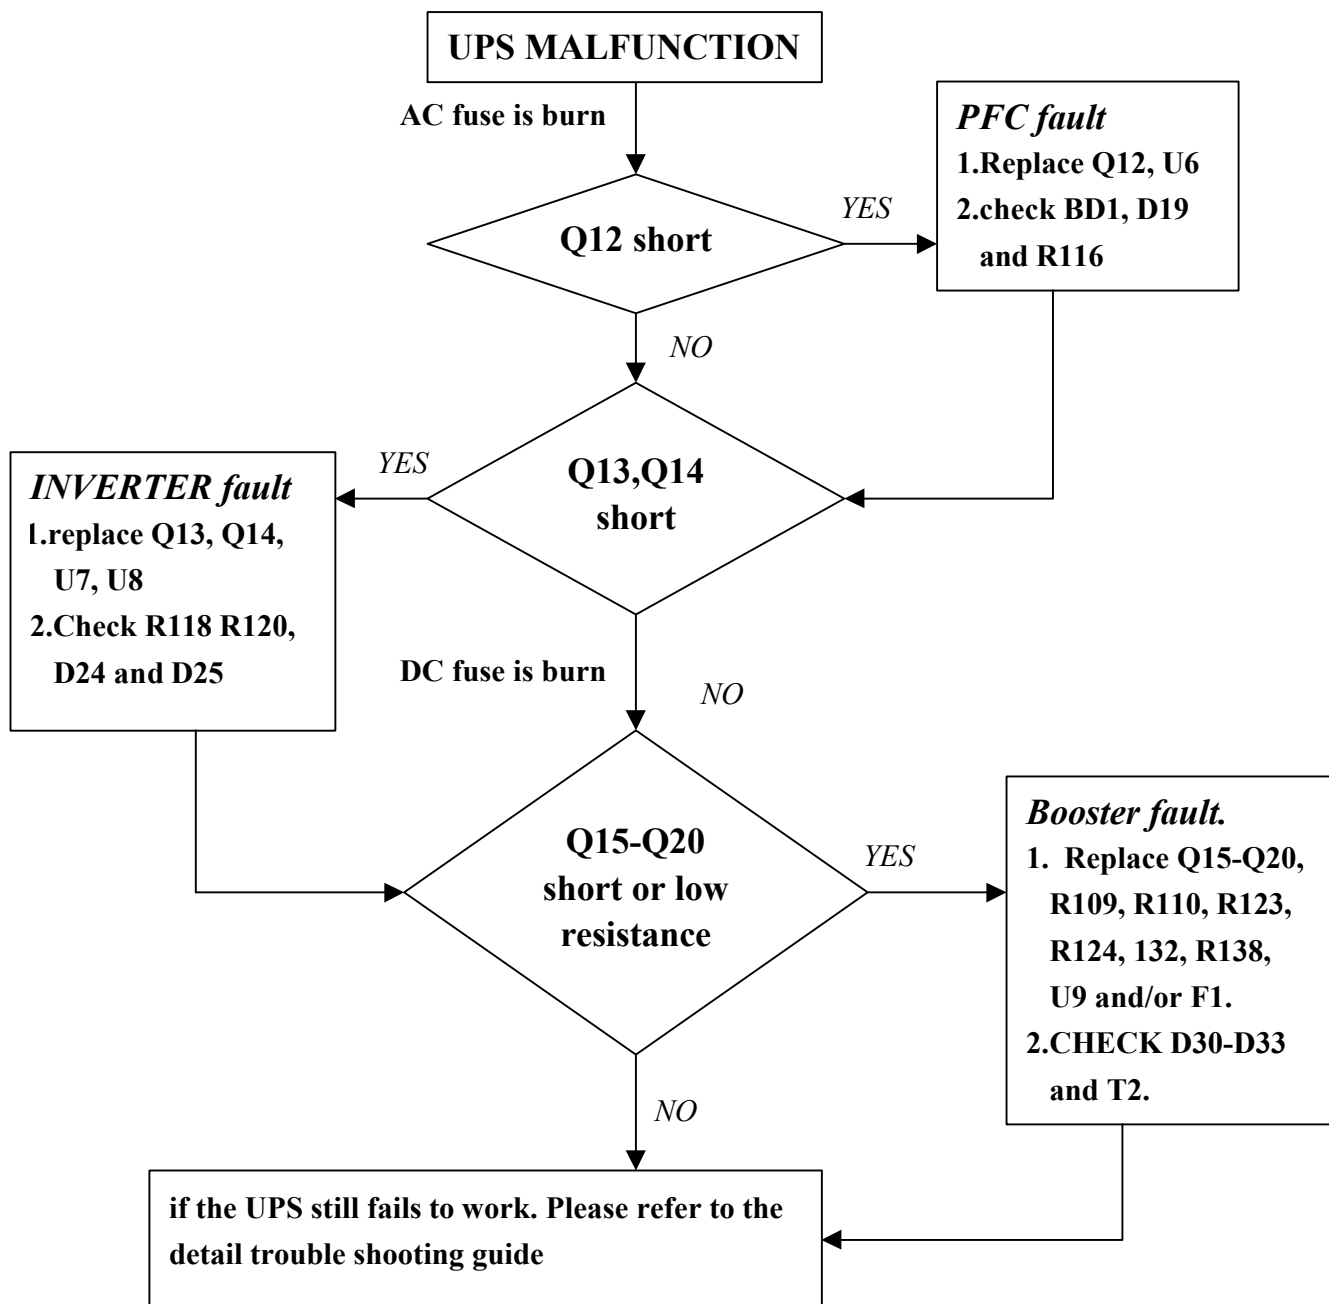 UPS MALFUNCTION
AC fuse is burn
PFC fault
1.Replace Q12, U6
2.check BD1, D19
and R116
YES
Q12 short
NO
YES
Q13,Q14
short
INVERTER fault
1.replace Q13, Q14,
U7, U8
2.Check R118 R120,
D24 and D25
DC fuse is burn
NO
Q15-Q20
short or low
resistance
YES
Booster fault.
1. Replace Q15-Q20,
R109, R110, R123,
R124, 132, R138,
U9 and/or F1.
2.CHECK D30-D33
and T2.
NO
if the UPS still fails to work. Please refer to the
detail trouble shooting guide